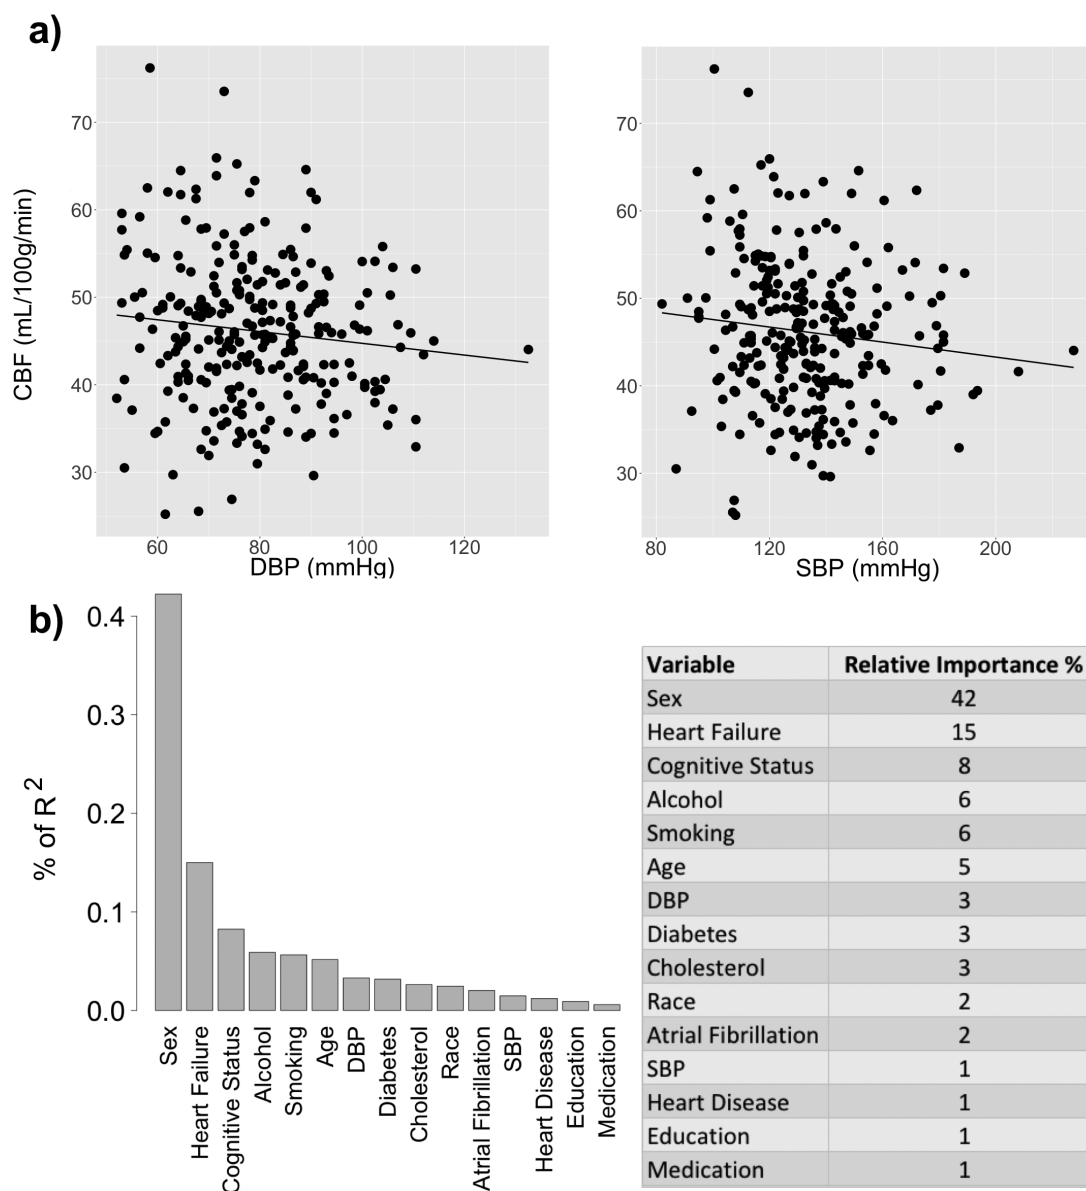 a)
CBF (mL/100g/min)
70
60
50
40
30
60 80 100 120
DBP (mmHg)
70
60
50
40
30
80 120 160 200
SBP (mmHg)
b)
% of R²
0.4
0.3
0.2
0.1
0.0
Sex
Heart Failure
Cognitive Status
Alcohol
Smoking
Age
DBP
Diabetes
Cholesterol
Race
Atrial Fibrillation
SBP
Heart Disease
Education
Medication
Variable Relative Importance %
Sex 42
Heart Failure 15
Cognitive Status 8
Alcohol 6
Smoking 6
Age 5
DBP 3
Diabetes 3
Cholesterol 3
Race 2
Atrial Fibrillation 2
SBP 1
Heart Disease 1
Education 1
Medication 1